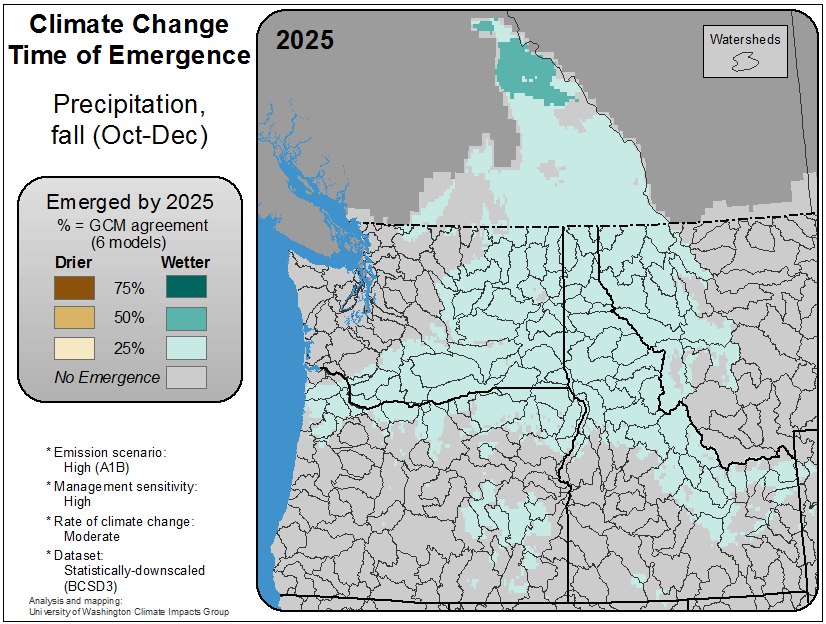 Climate Change
Time of Emergence
Precipitation,
fall (Oct-Dec)
Emerged by 2025
% = GCM agreement
(6 models)
Drier Wetter
75%
50%
25%
No Emergence
* Emission scenario:
High (A1B)
* Management sensitivity:
High
* Rate of climate change:
Moderate
* Dataset:
Statistically-downscaled
(BCSD3)
Analysis and mapping:
University of Washington Climate Impacts Group
2025
Watersheds